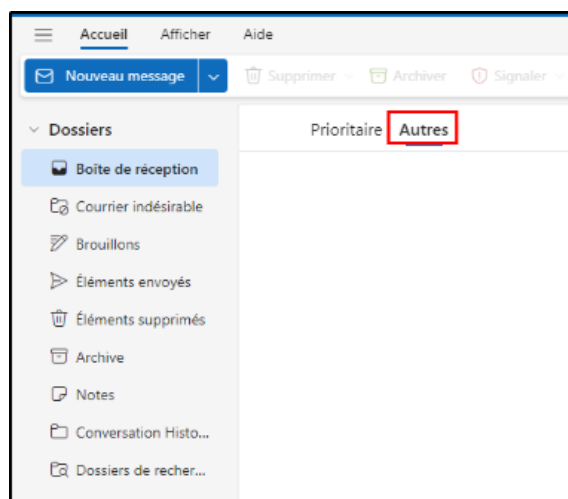 Accueil Afficher Aide
Nouveau message Supprimer Archiver Signaler
Dossiers
Prioritaire Autres
Boîte de réception
Courrier indésirable
Brouillons
Éléments envoyés
Éléments supprimés
Archive
Notes
Conversation Histo...
Dossiers de recher...